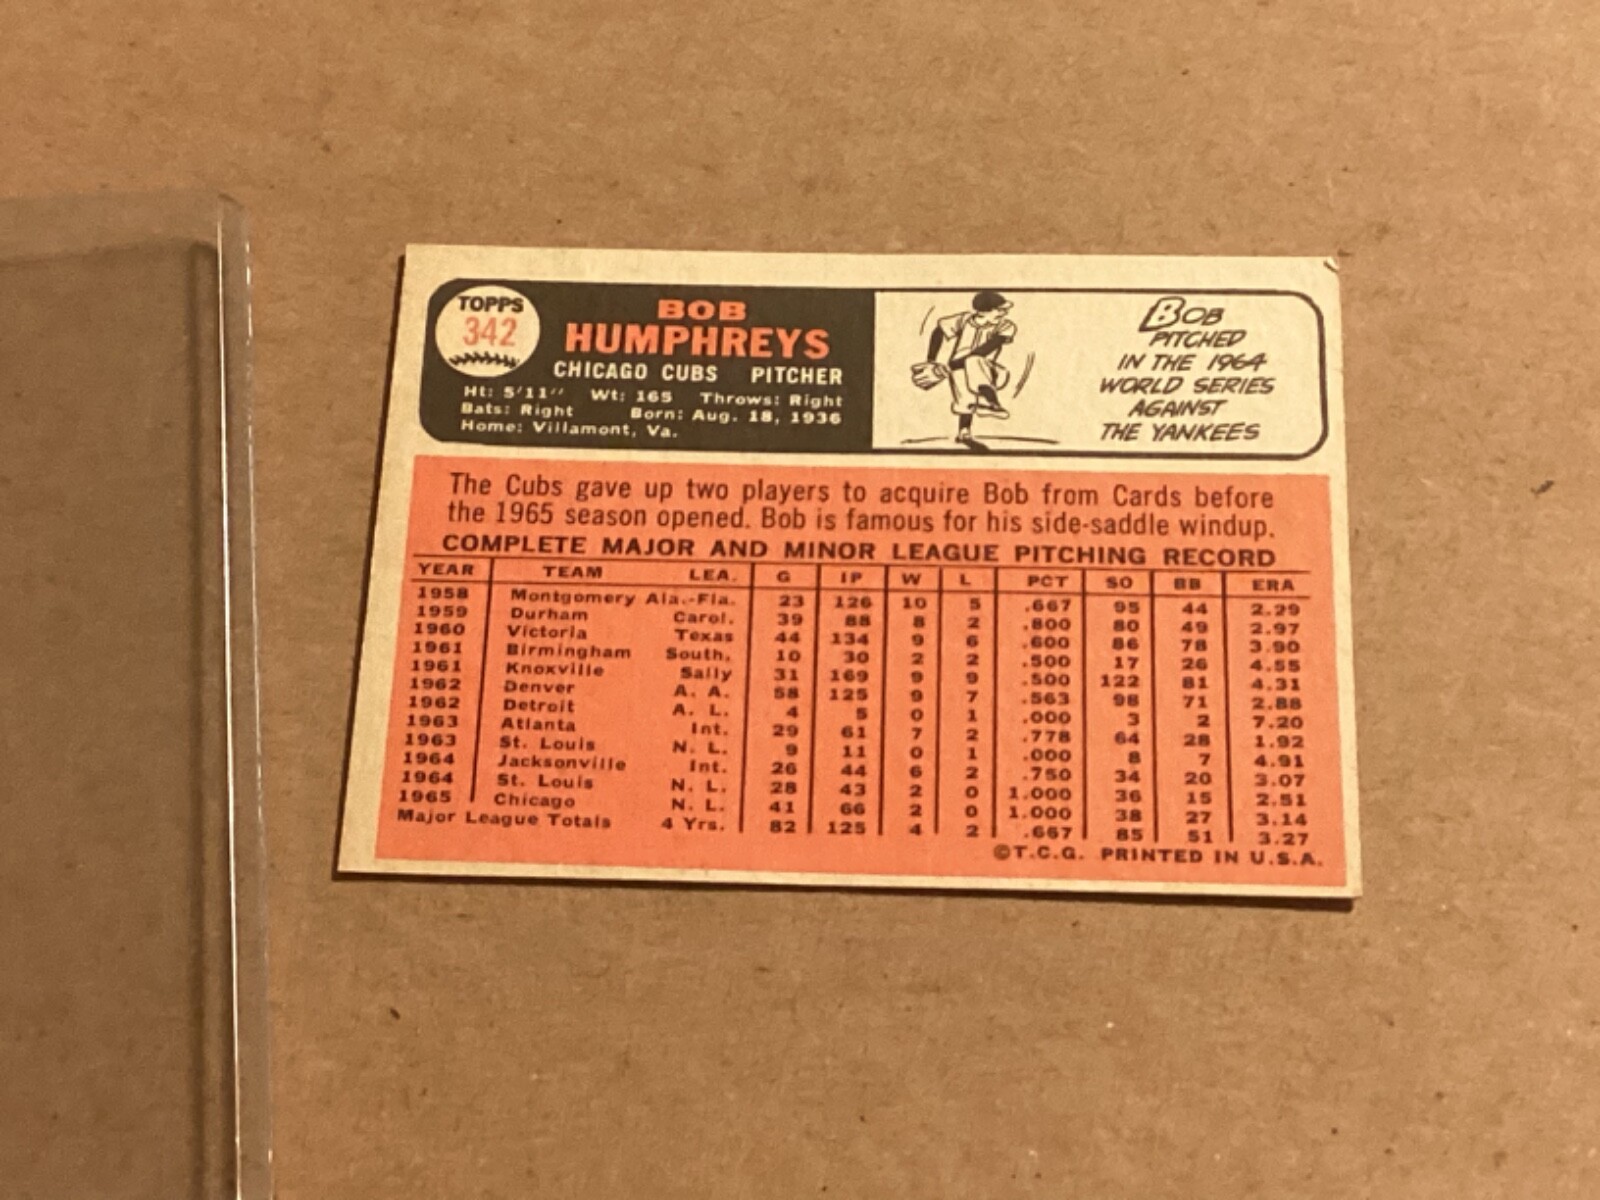 TOPPS
342
BOB
HUMPHREYS
CHICAGO CUBS PITCHER
Ht: 5'11" Wt: 165 Throws: Right
Bats: Right Born: Aug. 18, 1936
Home: Villamont, Va.
BOB
PITCHED
IN THE 1964
WORLD SERIES
AGAINST
THE YANKEES
The Cubs gave up two players to acquire Bob from Cards before
the 1965 season opened. Bob is famous for his side-saddle windup.
COMPLETE MAJOR AND MINOR LEAGUE PITCHING RECORD
YEAR TEAM LEA. G IP W L PCT SO BB ERA
1958 Montgomery Ala.-Fla. 23 126 10 5 .667 95 44 2.29
1959 Durham Carol. 39 88 8 2 .800 80 49 2.97
1960 Victoria Texas 44 134 9 6 .600 86 78 3.90
1961 Birmingham South. 10 30 2 2 .500 17 26 4.55
1961 Knoxville Sally 31 169 9 9 .500 122 81 4.31
1962 Denver A. A. 58 125 9 7 .563 98 71 2.88
1962 Detroit A. L. 4 5 0 1 .000 3 2 7.20
1963 Atlanta Int. 29 61 7 2 .778 64 28 1.92
1963 St. Louis N. L. 9 11 0 1 .000 8 7 4.91
1964 Jacksonville Int. 26 44 6 2 .750 34 20 3.07
1964 St. Louis N. L. 28 43 2 0 1.000 36 15 2.51
1965 Chicago N. L. 41 66 2 0 1.000 38 27 3.14
Major League Totals 4 Yrs. 82 125 4 2 .667 85 51 3.27
©T.C.G. PRINTED IN U.S.A.